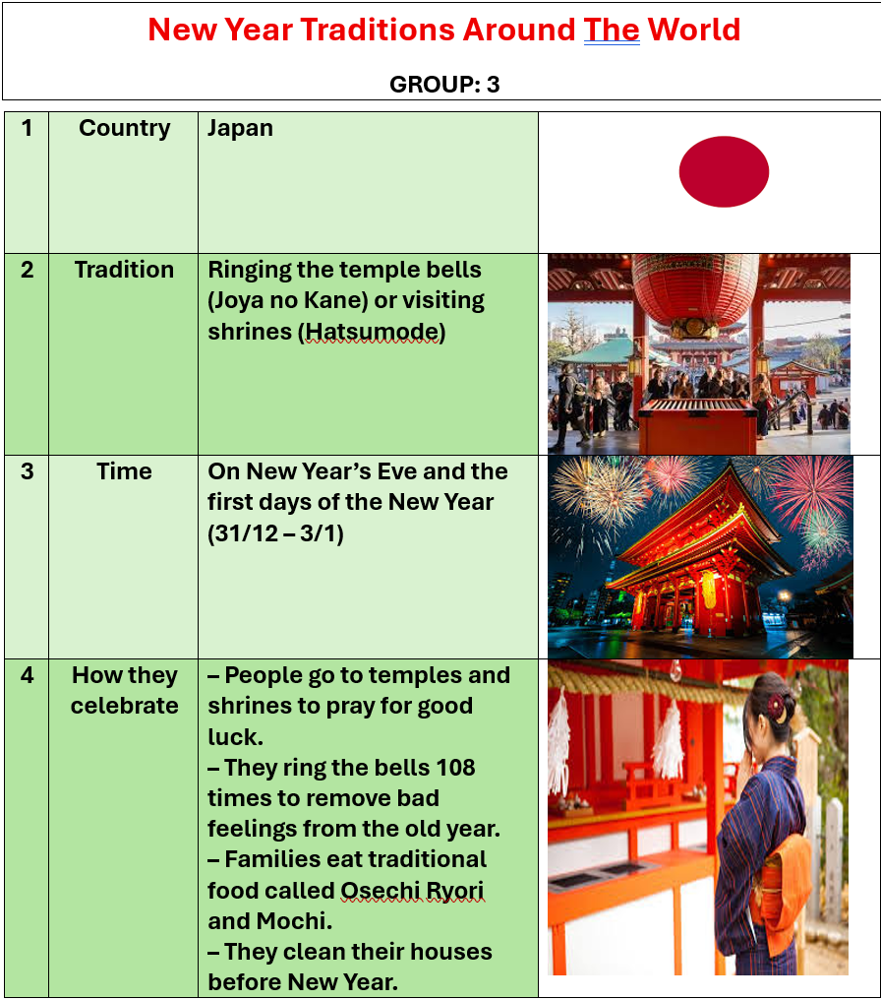 New Year Traditions Around The World
GROUP: 3
1
Country
Japan
2
Tradition
Ringing the temple bells
(Joya no Kane) or visiting
shrines (Hatsumode)
3
Time
On New Year’s Eve and the
first days of the New Year
(31/12 – 3/1)
4
How they
celebrate
– People go to temples and
shrines to pray for good
luck.
– They ring the bells 108
times to remove bad
feelings from the old year.
– Families eat traditional
food called Osechi Ryori
and Mochi.
– They clean their houses
before New Year.